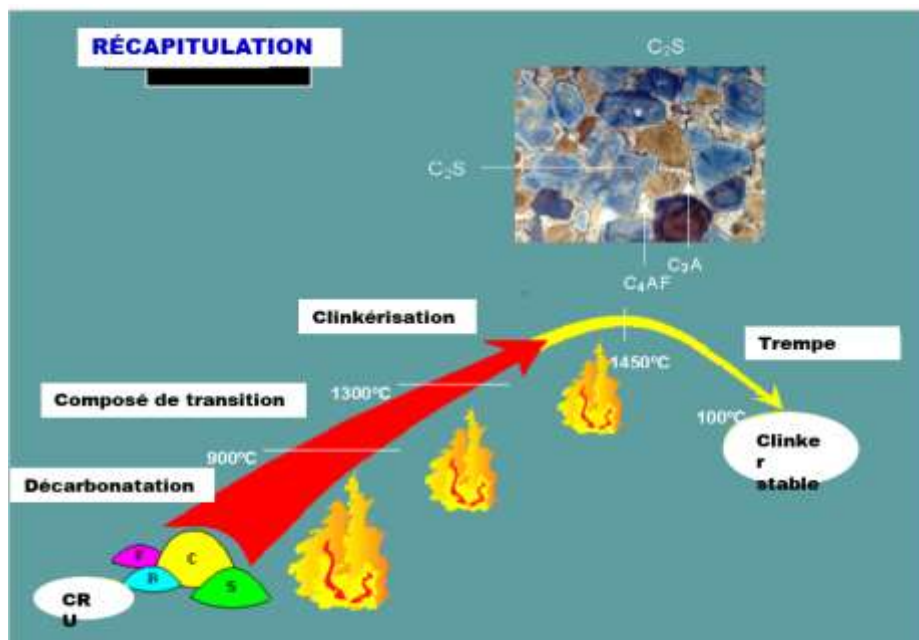 RÉCAPITULATION
C₂S
C₂S
C₃A
C₄AF
Clinkérisation
1450°C
Trempe
1300°C
Composé de transition
100°C
Clinke
r
stable
900°C
Décarbonatation
F
C
B
S
CR
U